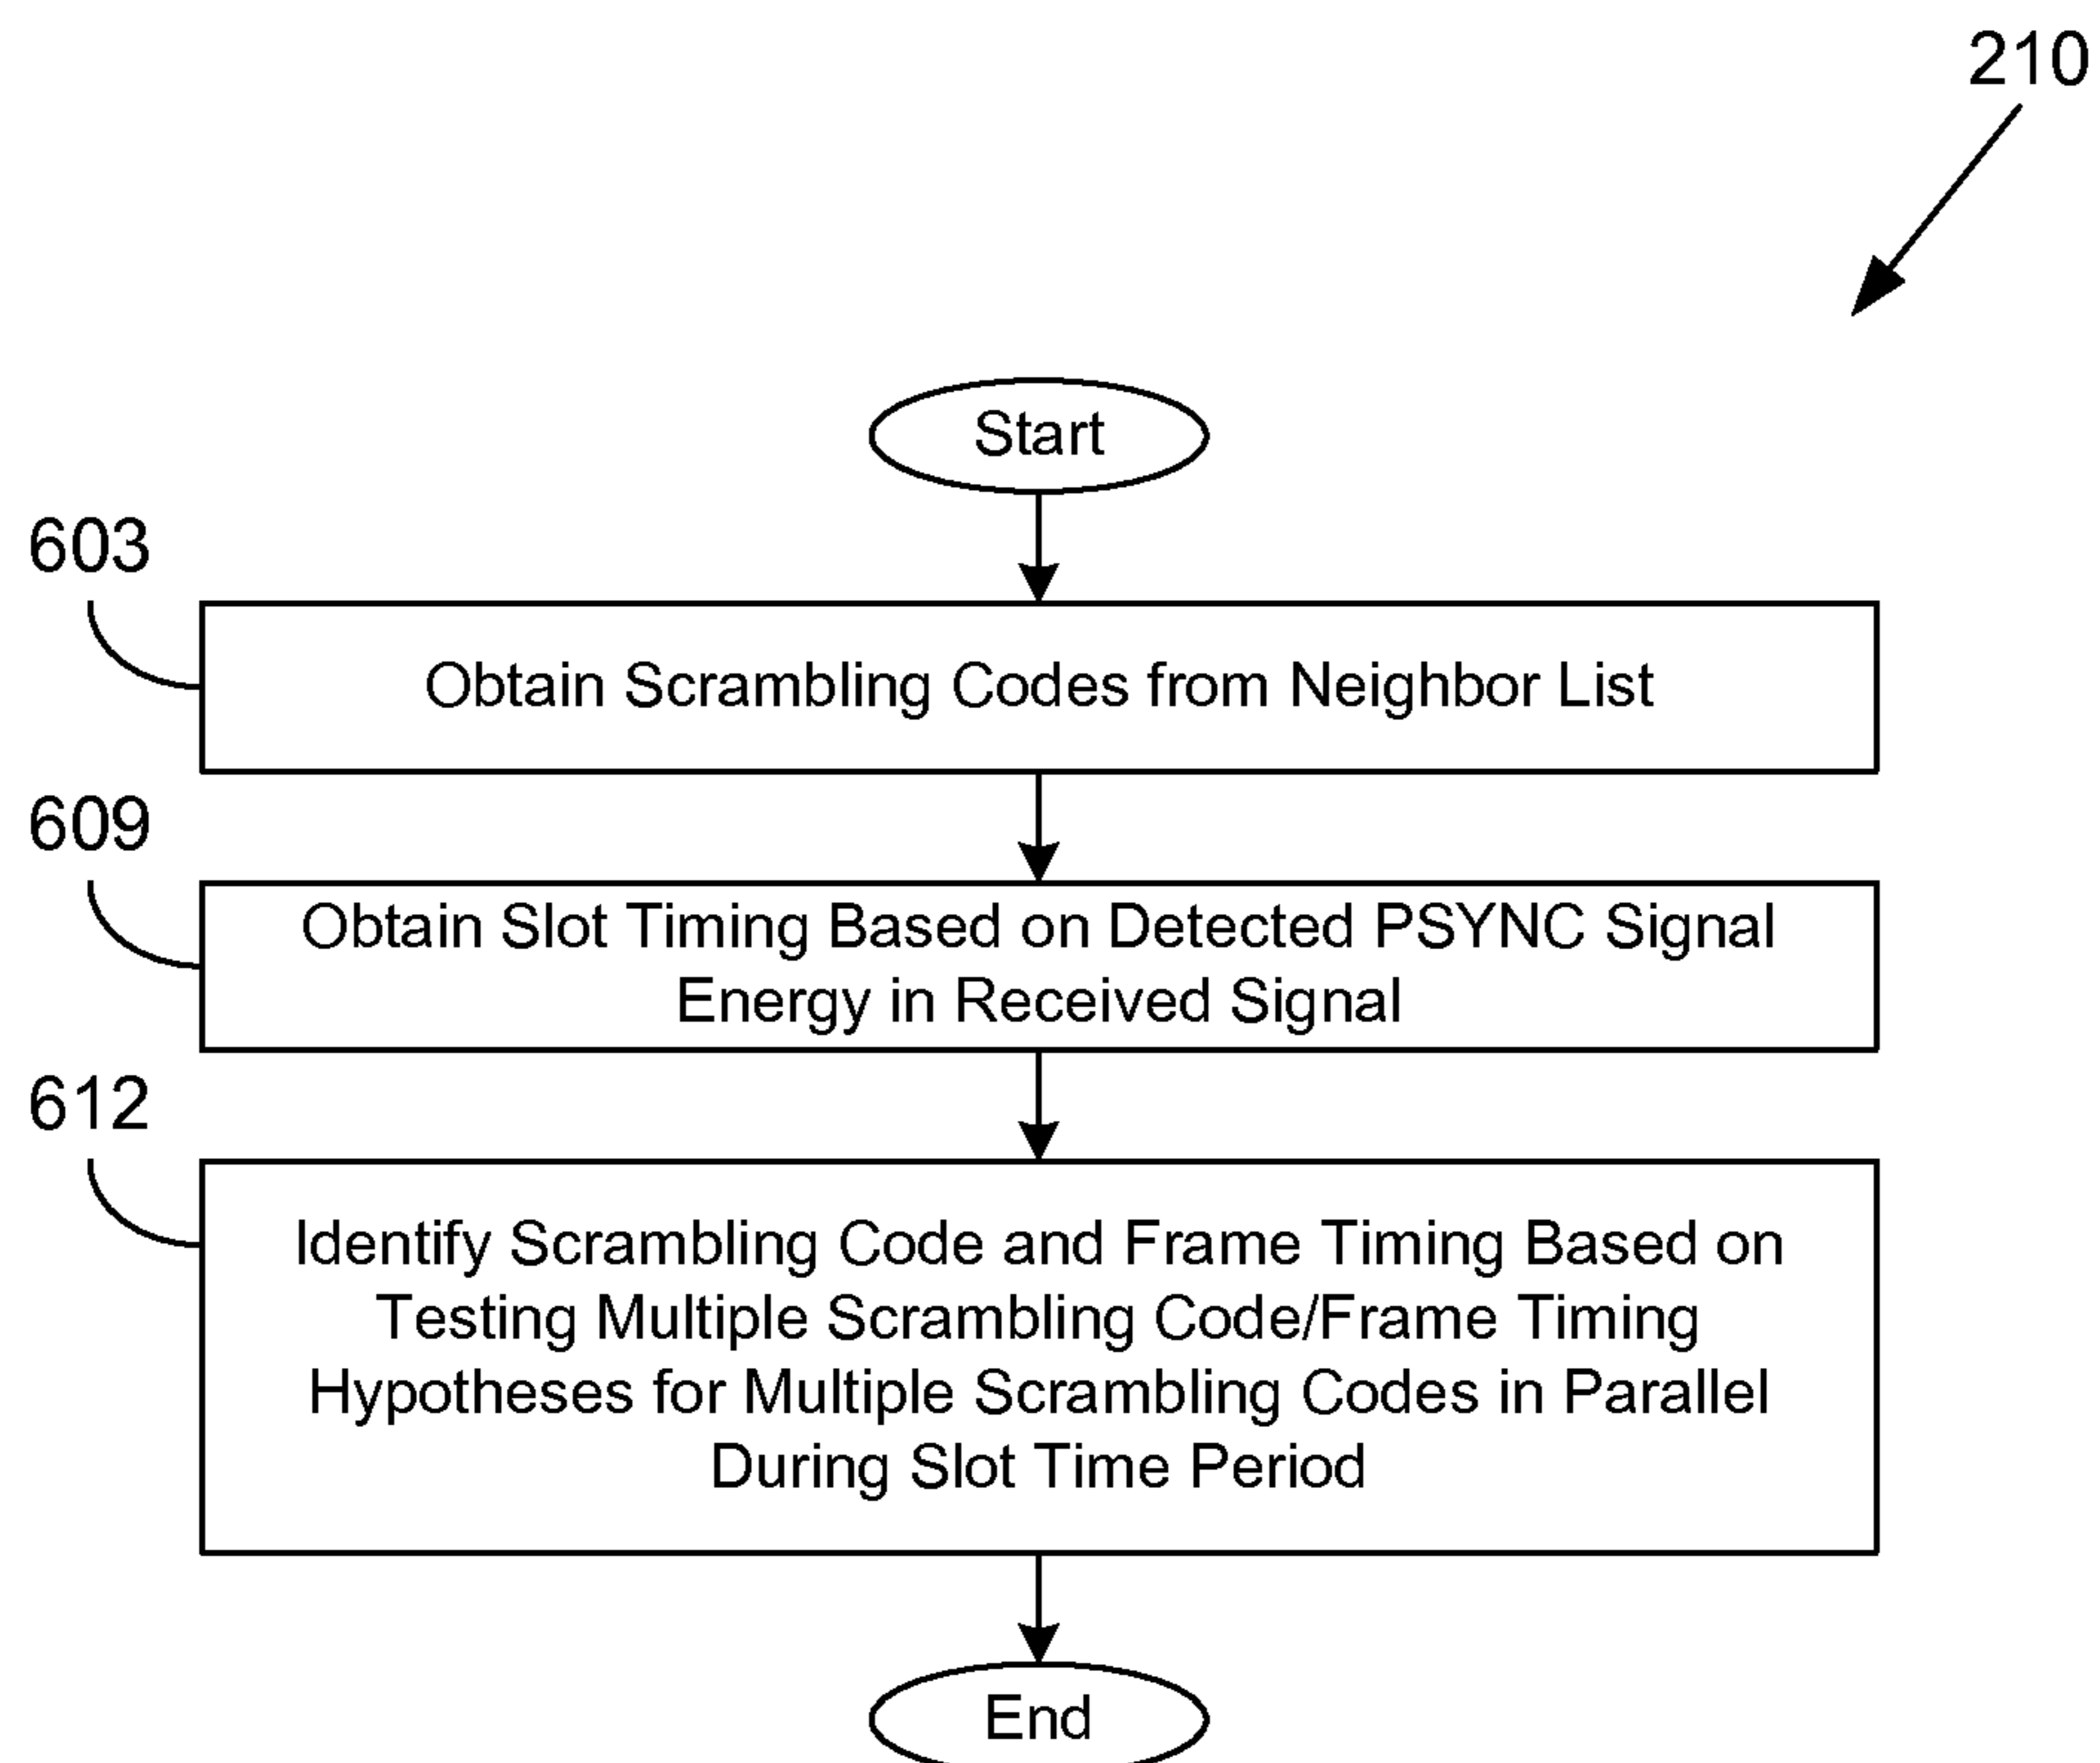 210
Start
603
Obtain Scrambling Codes from Neighbor List
609
Obtain Slot Timing Based on Detected PSYNC Signal
Energy in Received Signal
612
Identify Scrambling Code and Frame Timing Based on
Testing Multiple Scrambling Code/Frame Timing
Hypotheses for Multiple Scrambling Codes in Parallel
During Slot Time Period
End